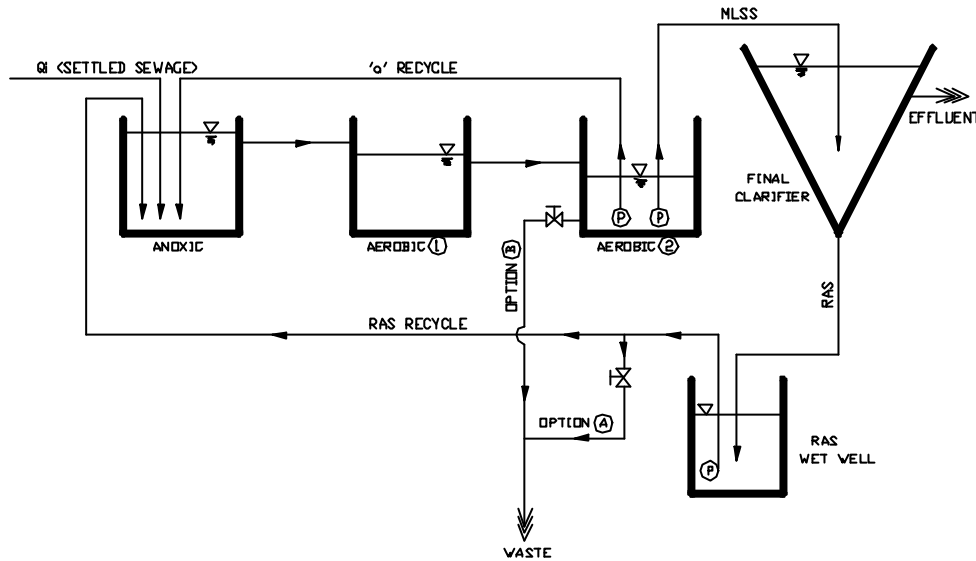 MLSS
Qi (SETTLED SEWAGE)
'a' RECYCLE
EFFLUENT
FINAL
CLARIFIER
P
P
ANOXIC
AEROBIC 1
AEROBIC 2
OPTION B
RAS
RAS RECYCLE
OPTION A
RAS
WET WELL
P
WASTE